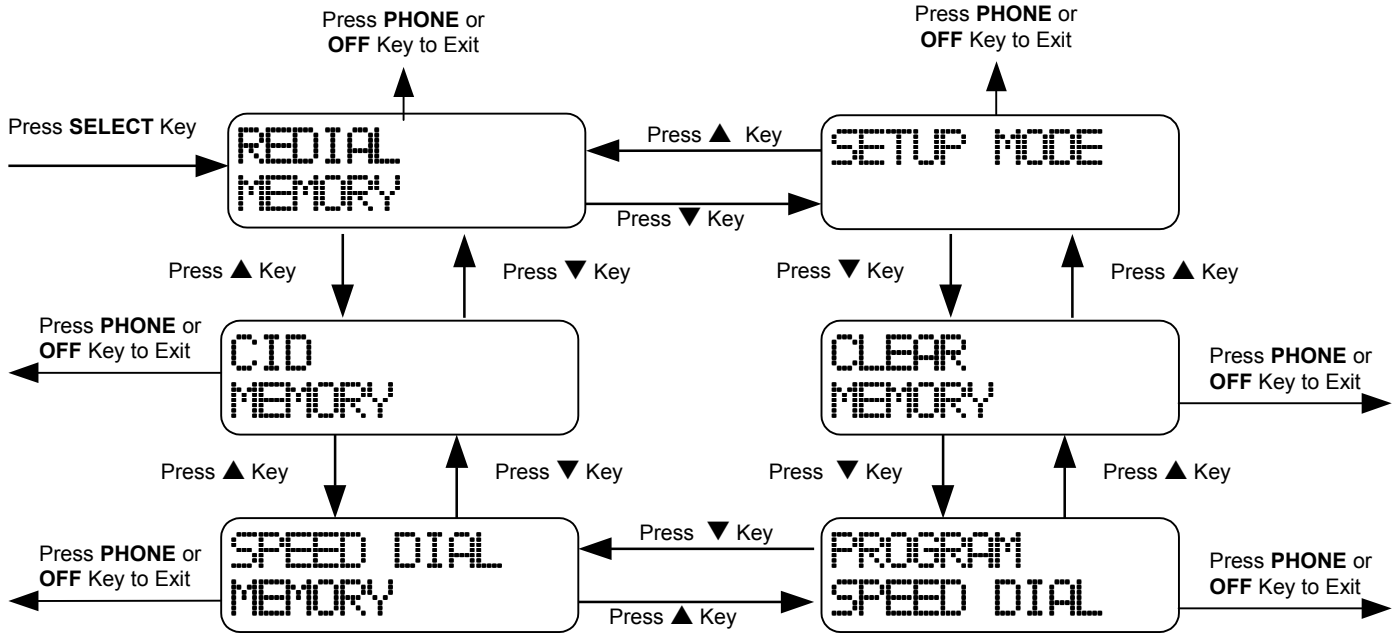 Press PHONE or
OFF Key to Exit
Press PHONE or
OFF Key to Exit
Press SELECT Key
REDIAL
MEMORY
Press ▲ Key
Press ▼ Key
SETUP MODE
Press ▲ Key
Press ▼ Key
Press ▼ Key
Press ▲ Key
Press PHONE or
OFF Key to Exit
CID
MEMORY
CLEAR
MEMORY
Press PHONE or
OFF Key to Exit
Press ▲ Key
Press ▼ Key
Press ▼ Key
Press ▲ Key
Press PHONE or
OFF Key to Exit
SPEED DIAL
MEMORY
Press ▼ Key
Press ▲ Key
PROGRAM
SPEED DIAL
Press PHONE or
OFF Key to Exit